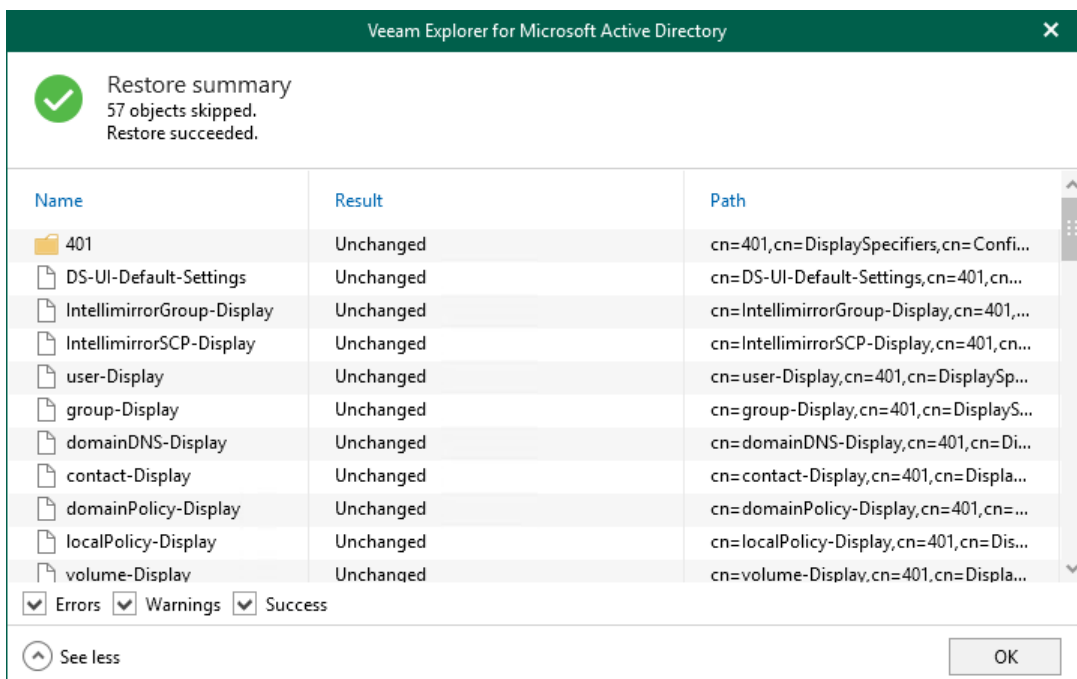 Veeam Explorer for Microsoft Active Directory
Restore summary
57 objects skipped.
Restore succeeded.
Name Result Path
401 Unchanged cn=401,cn=DisplaySpecifiers,cn=Confi...
DS-UI-Default-Settings Unchanged cn=DS-UI-Default-Settings,cn=401,cn...
IntellimirrorGroup-Display Unchanged cn=IntellimirrorGroup-Display,cn=401,...
IntellimirrorSCP-Display Unchanged cn=IntellimirrorSCP-Display,cn=401,cn...
user-Display Unchanged cn=user-Display,cn=401,cn=DisplaySp...
group-Display Unchanged cn=group-Display,cn=401,cn=DisplayS...
domainDNS-Display Unchanged cn=domainDNS-Display,cn=401,cn=Di...
contact-Display Unchanged cn=contact-Display,cn=401,cn=Displa...
domainPolicy-Display Unchanged cn=domainPolicy-Display,cn=401,cn=...
localPolicy-Display Unchanged cn=localPolicy-Display,cn=401,cn=Dis...
volume-Display Unchanged cn=volume-Display,cn=401,cn=Displa...
Errors Warnings Success
See less OK